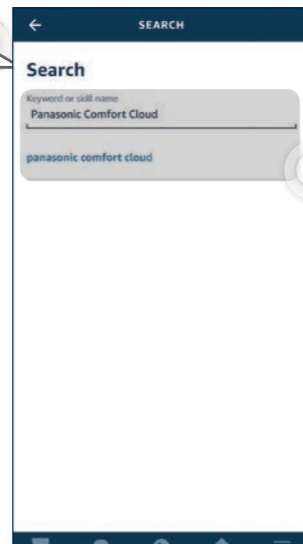 SEARCH
Search
Keyword or skill name
Panasonic Comfort Cloud
panasonic comfort cloud